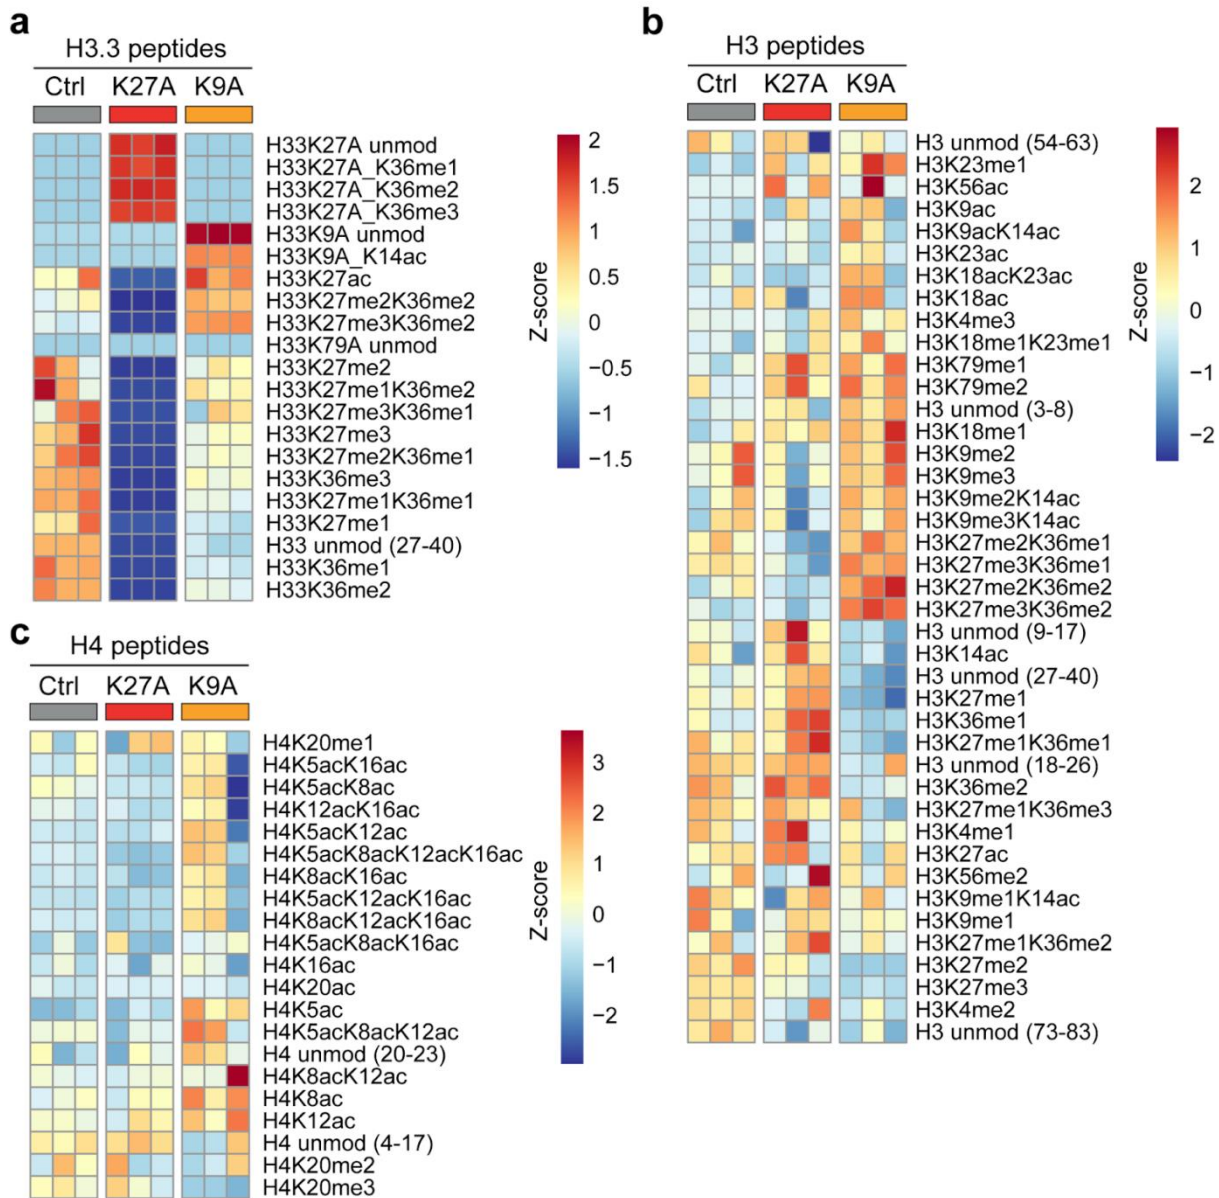 a
H3.3 peptides
Ctrl K27A K9A
H33K27A unmod
H33K27A_K36me1
H33K27A_K36me2
H33K27A_K36me3
H33K9A unmod
H33K9A_K14ac
H33K27ac
H33K27me2K36me2
H33K27me3K36me2
H33K79A unmod
H33K27me2
H33K27me1K36me2
H33K27me3K36me1
H33K27me3
H33K27me2K36me1
H33K36me3
H33K27me1K36me1
H33K27me1
H33 unmod (27-40)
H33K36me1
H33K36me2
Z-score
2
1.5
1
0.5
0
−0.5
−1
−1.5
b
H3 peptides
Ctrl K27A K9A
H3 unmod (54-63)
H3K23me1
H3K56ac
H3K9ac
H3K9acK14ac
H3K23ac
H3K18acK23ac
H3K18ac
H3K4me3
H3K18me1K23me1
H3K79me1
H3K79me2
H3 unmod (3-8)
H3K18me1
H3K9me2
H3K9me3
H3K9me2K14ac
H3K9me3K14ac
H3K27me2K36me1
H3K27me3K36me1
H3K27me2K36me2
H3K27me3K36me2
H3 unmod (9-17)
H3K14ac
H3 unmod (27-40)
H3K27me1
H3K36me1
H3K27me1K36me1
H3 unmod (18-26)
H3K36me2
H3K27me1K36me3
H3K4me1
H3K27ac
H3K56me2
H3K9me1K14ac
H3K9me1
H3K27me1K36me2
H3K27me2
H3K27me3
H3K4me2
H3 unmod (73-83)
Z-score
2
1
0
−1
−2
c
H4 peptides
Ctrl K27A K9A
H4K20me1
H4K5acK16ac
H4K5acK8ac
H4K12acK16ac
H4K5acK12ac
H4K5acK8acK12acK16ac
H4K8acK16ac
H4K5acK12acK16ac
H4K8acK12acK16ac
H4K5acK8acK16ac
H4K16ac
H4K20ac
H4K5ac
H4K5acK8acK12ac
H4 unmod (20-23)
H4K8acK12ac
H4K8ac
H4K12ac
H4 unmod (4-17)
H4K20me2
H4K20me3
Z-score
3
2
1
0
−1
−2